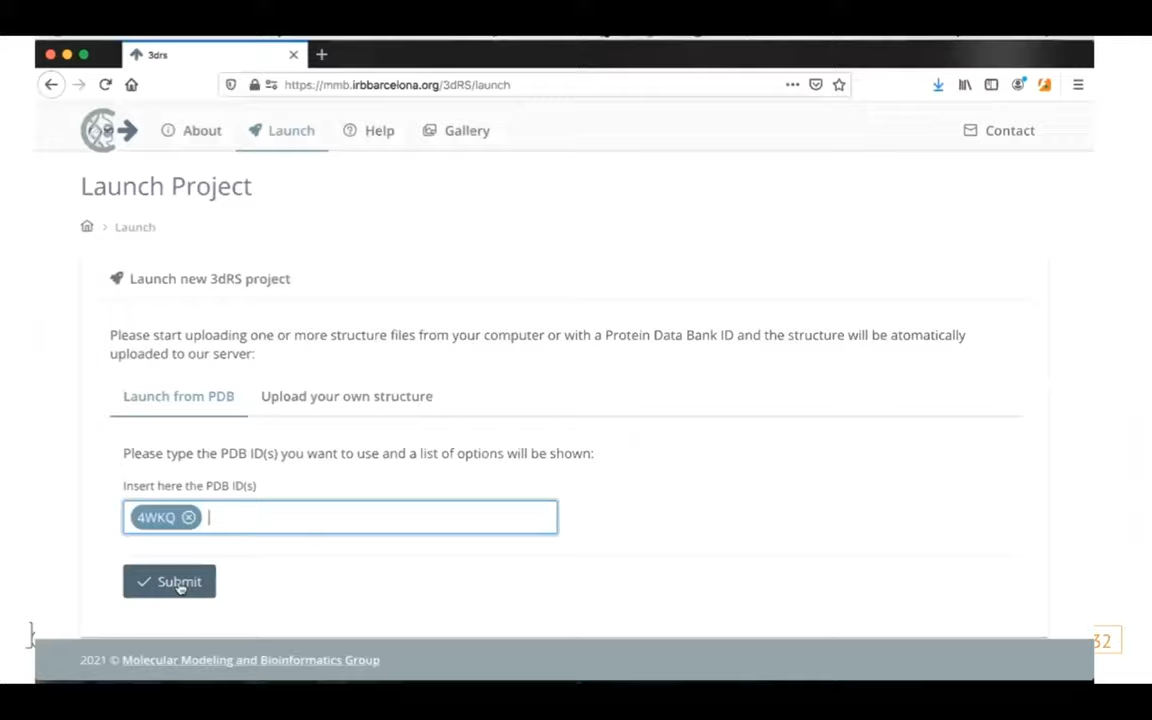 3drs
https://mmb.irbbarcelona.org/3dRS/launch
About Launch Help Gallery Contact
Launch Project
> Launch
Launch new 3dRS project
Please start uploading one or more structure files from your computer or with a Protein Data Bank ID and the structure will be atomatically
uploaded to our server:
Launch from PDB Upload your own structure
Please type the PDB ID(s) you want to use and a list of options will be shown:
Insert here the PDB ID(s)
4WKQ
Submit
32
2021 © Molecular Modeling and Bioinformatics Group